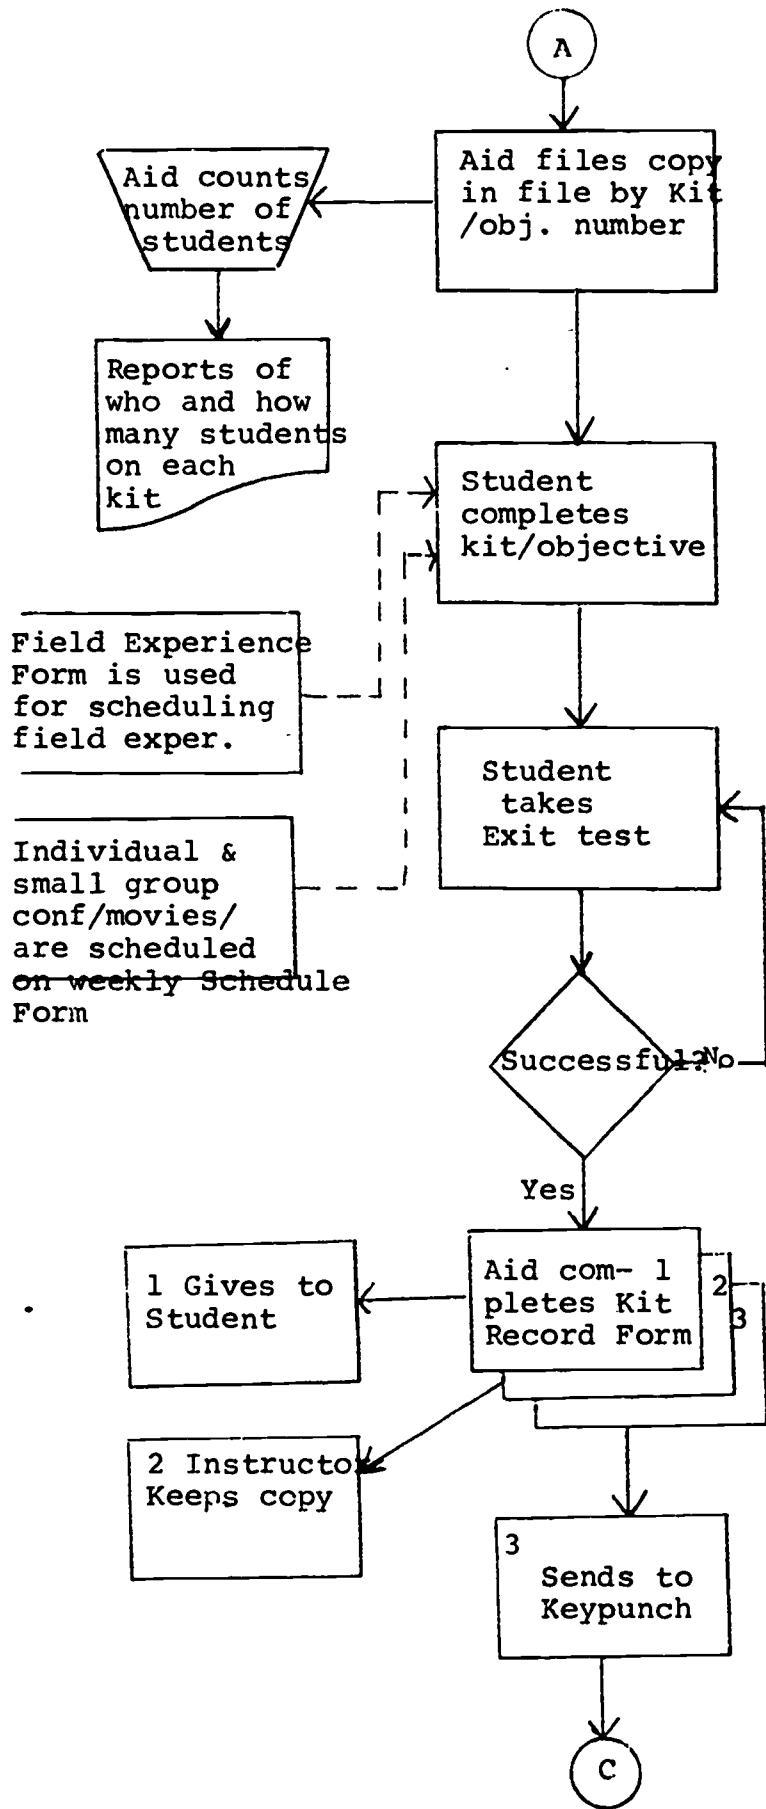 A
Aid files copy
in file by Kit
/obj. number
Aid counts
number of
students
Reports of
who and how
many students
on each
kit
Student
completes
kit/objective
Field Experience
Form is used
for scheduling
field exper.
Individual &
small group
conf/movies/
are scheduled
on weekly Schedule
Form
Student
takes
Exit test
Successful?
No
Yes
Aid com- 1
pletes Kit
Record Form
2
3
1 Gives to
Student
2 Instructor
Keeps copy
3
Sends to
Keypunch
C